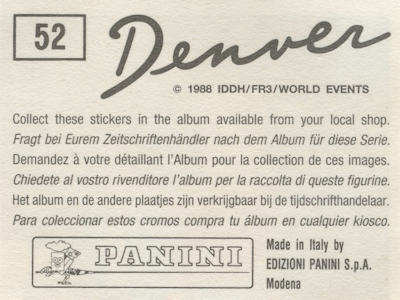 52
Denver
© 1988 IDDH/FR3/WORLD EVENTS
Collect these stickers in the album available from your local shop.
Fragt bei Eurem Zeitschriftenhändler nach dem Album für diese Serie.
Demandez à votre détaillant l'Album pour la collection de ces images.
Chiedete al vostro rivenditore l'album per la raccolta di queste figurine.
Het album en de andere plaatjes zijn verkrijgbaar bij de tijdschrifthandelaar.
Para coleccionar estos cromos compra tu álbum en cualquier kiosco.
PANINI
Made in Italy by
EDIZIONI PANINI S.p.A.
Modena